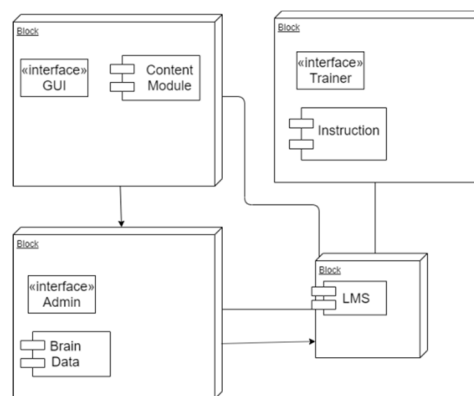 Block
«interface»
GUI
Content
Module
Block
«interface»
Trainer
Instruction
Block
«interface»
Admin
Brain
Data
Block
LMS